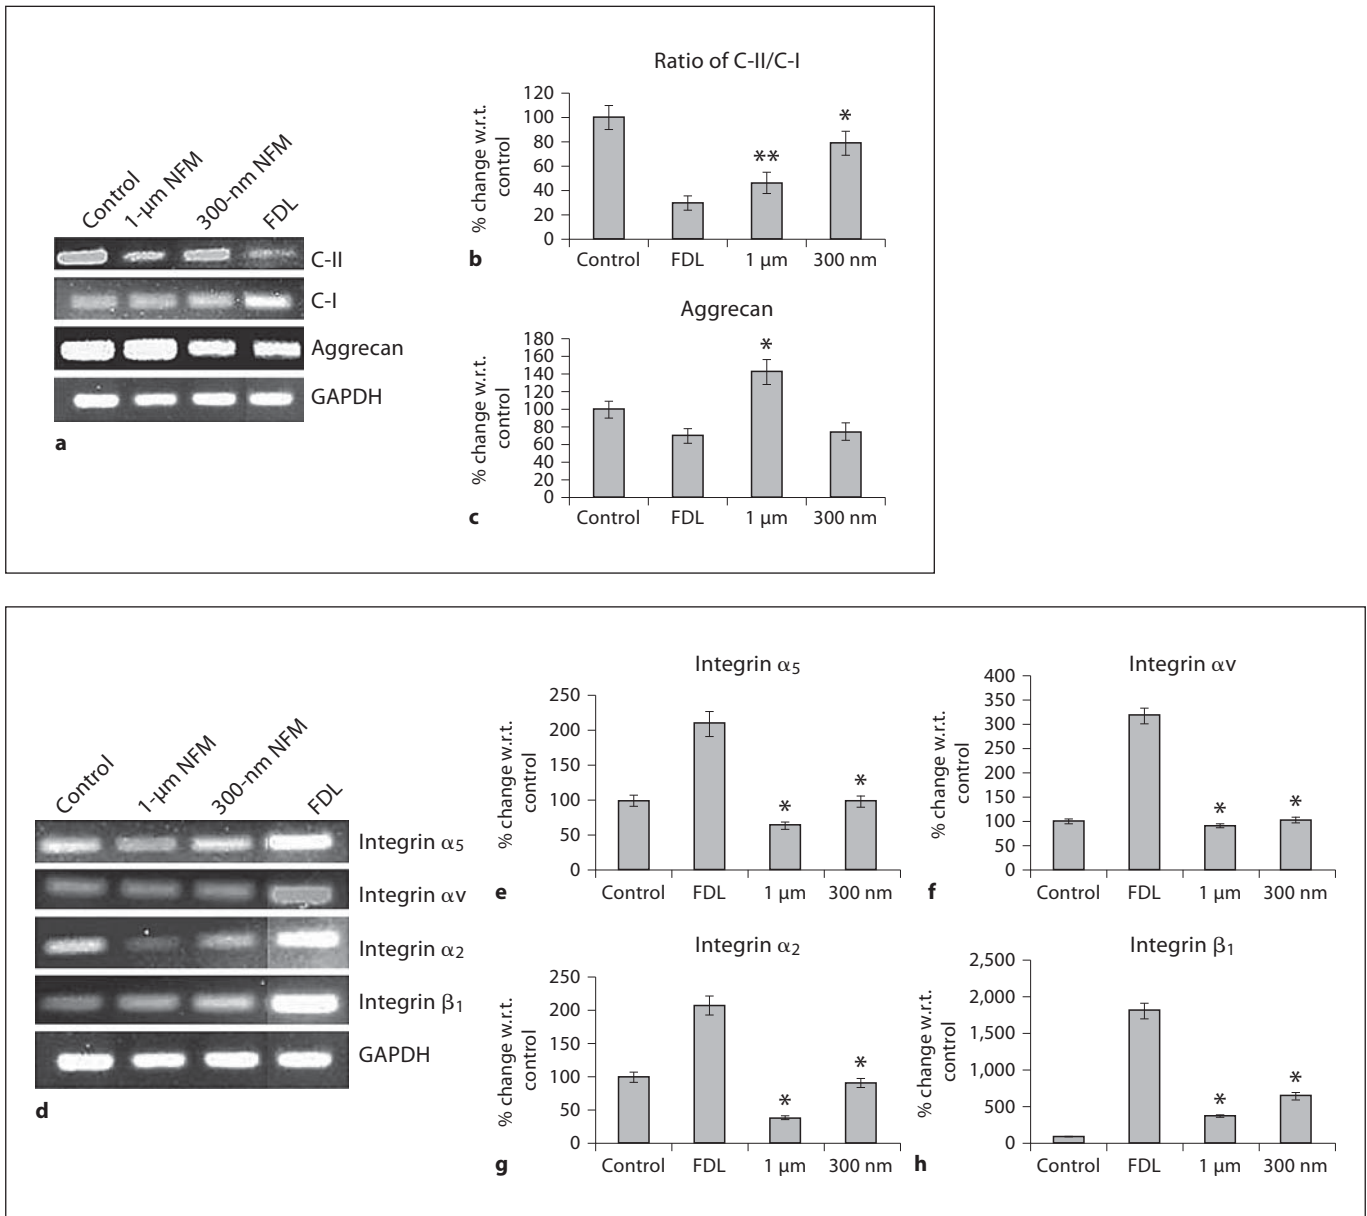 Control
1-μm NFM
300-nm NFM
FDL
C-II
C-I
Aggrecan
GAPDH
a
Ratio of C-II/C-I
% change w.r.t.
control
120
100
80
60
40
20
0
**
*
Control FDL 1 μm 300 nm
b
Aggrecan
% change w.r.t.
control
180
160
140
120
100
80
60
40
20
0
*
Control FDL 1 μm 300 nm
c
Control
1-μm NFM
300-nm NFM
FDL
Integrin α5
Integrin αv
Integrin α2
Integrin β1
GAPDH
d
Integrin α5
% change w.r.t.
control
250
200
150
100
50
0
*
*
Control FDL 1 μm 300 nm
e
Integrin αv
% change w.r.t.
control
400
350
300
250
200
150
100
50
0
*
*
Control FDL 1 μm 300 nm
f
Integrin α2
% change w.r.t.
control
250
200
150
100
50
0
*
*
Control FDL 1 μm 300 nm
g
Integrin β1
% change w.r.t.
control
2,500
2,000
1,500
1,000
500
0
*
*
Control FDL 1 μm 300 nm
h